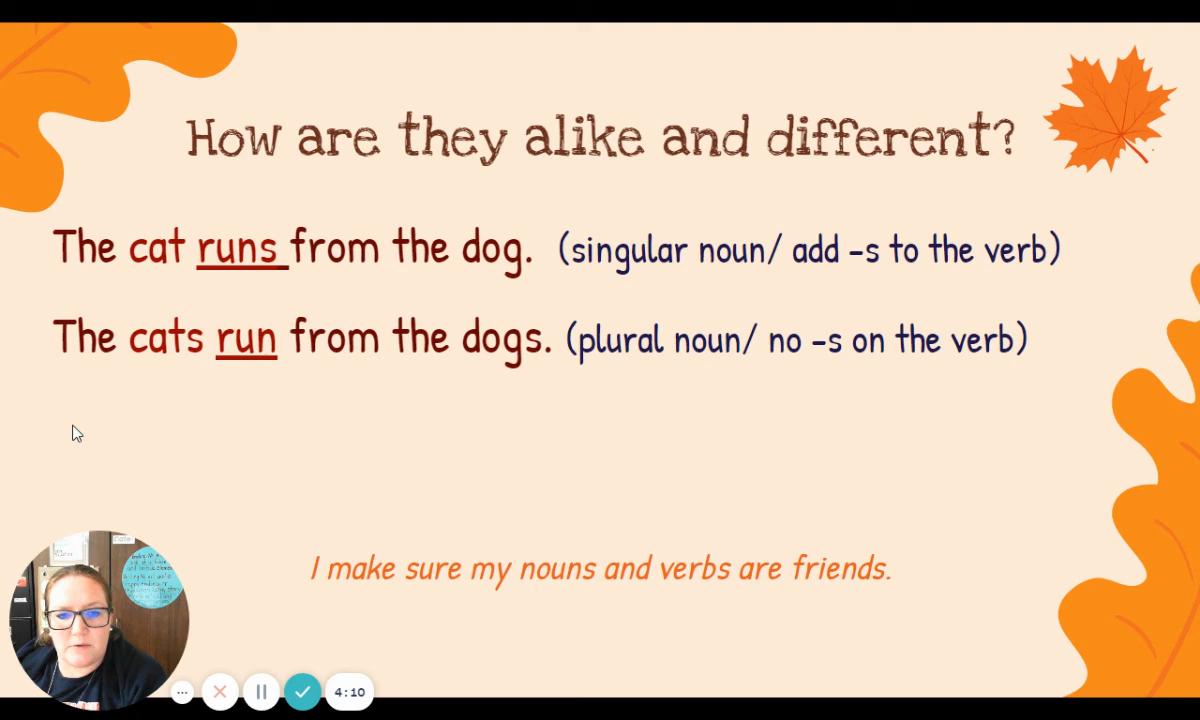 How are they alike and different?
The cat runs from the dog. (singular noun/ add -s to the verb)
The cats run from the dogs. (plural noun/ no -s on the verb)
I make sure my nouns and verbs are friends.
4:10